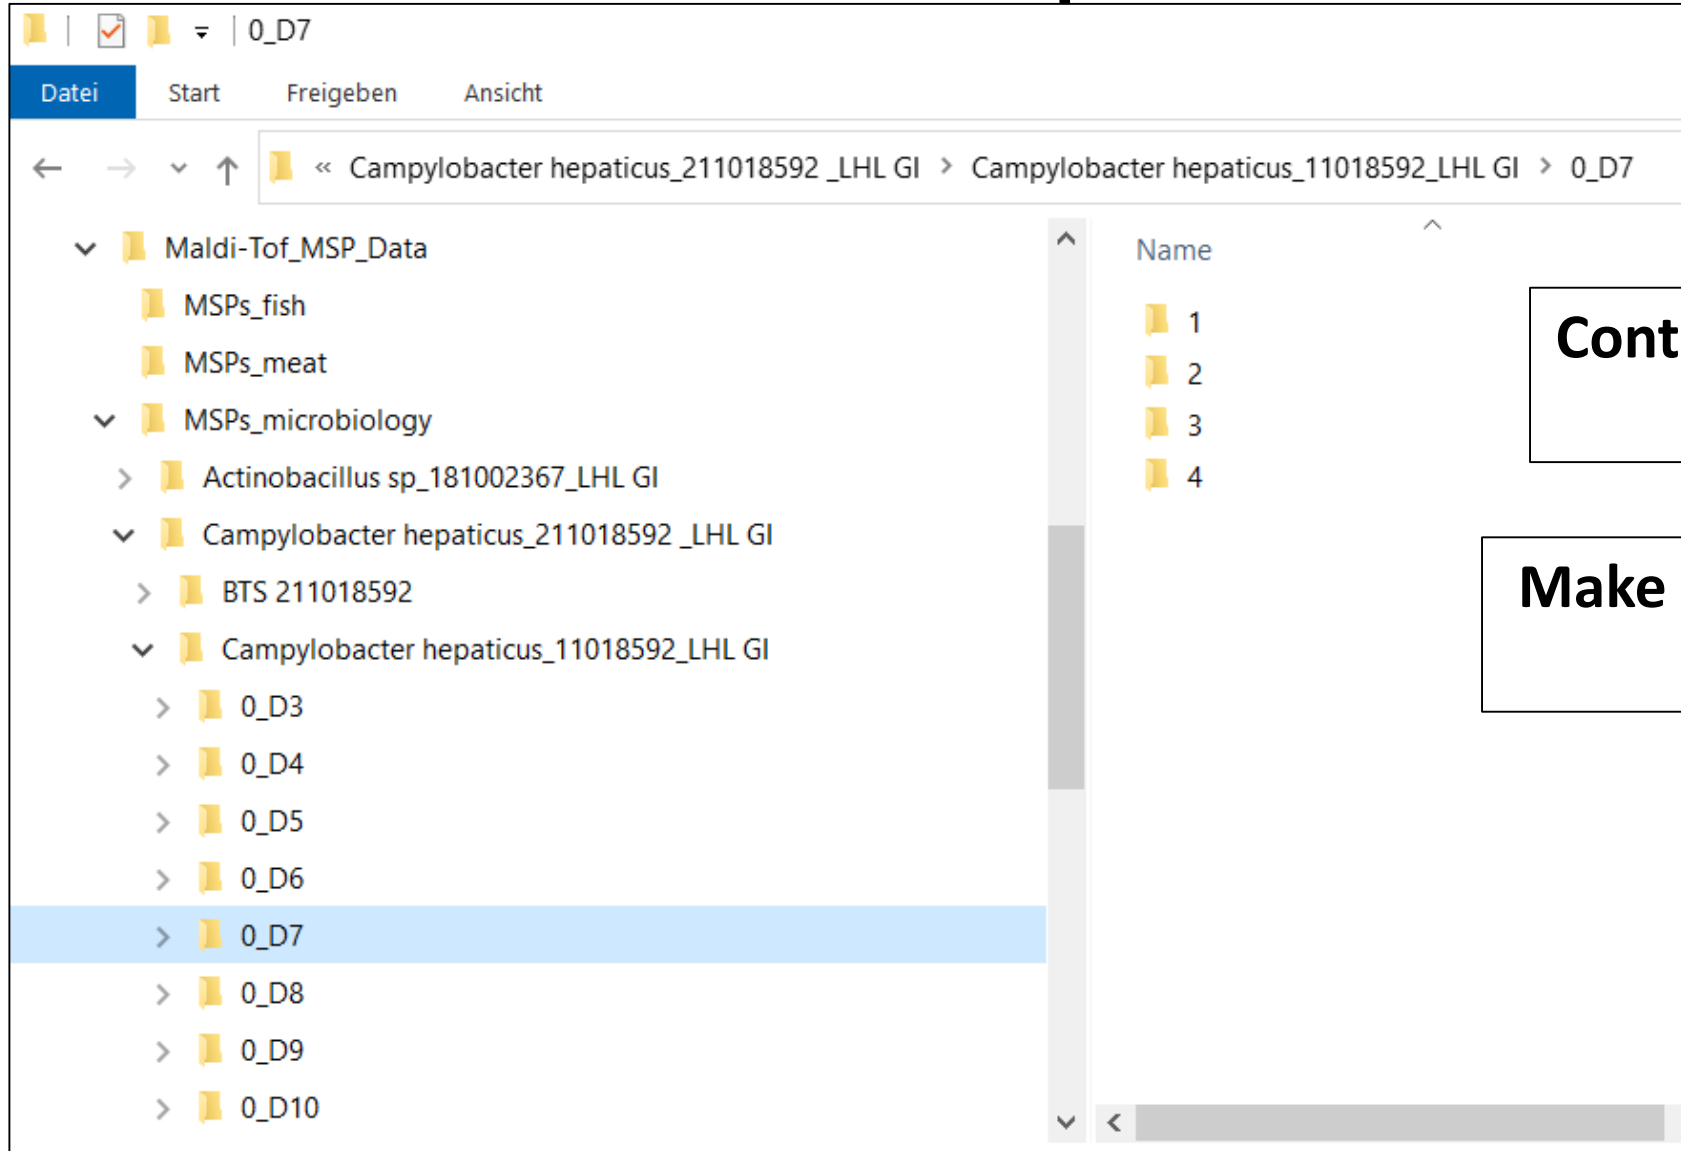 0_D7
Datei Start Freigeben Ansicht
« Campylobacter hepaticus_211018592 _LHL GI > Campylobacter hepaticus_11018592_LHL GI > 0_D7
Maldi-Tof_MSP_Data
MSPs_fish
MSPs_meat
MSPs_microbiology
Actinobacillus sp_181002367_LHL GI
Campylobacter hepaticus_211018592 _LHL GI
BTS 211018592
Campylobacter hepaticus_11018592_LHL GI
0_D3
0_D4
0_D5
0_D6
0_D7
0_D8
0_D9
0_D10
Name
1
2
3
4
Cont
Make